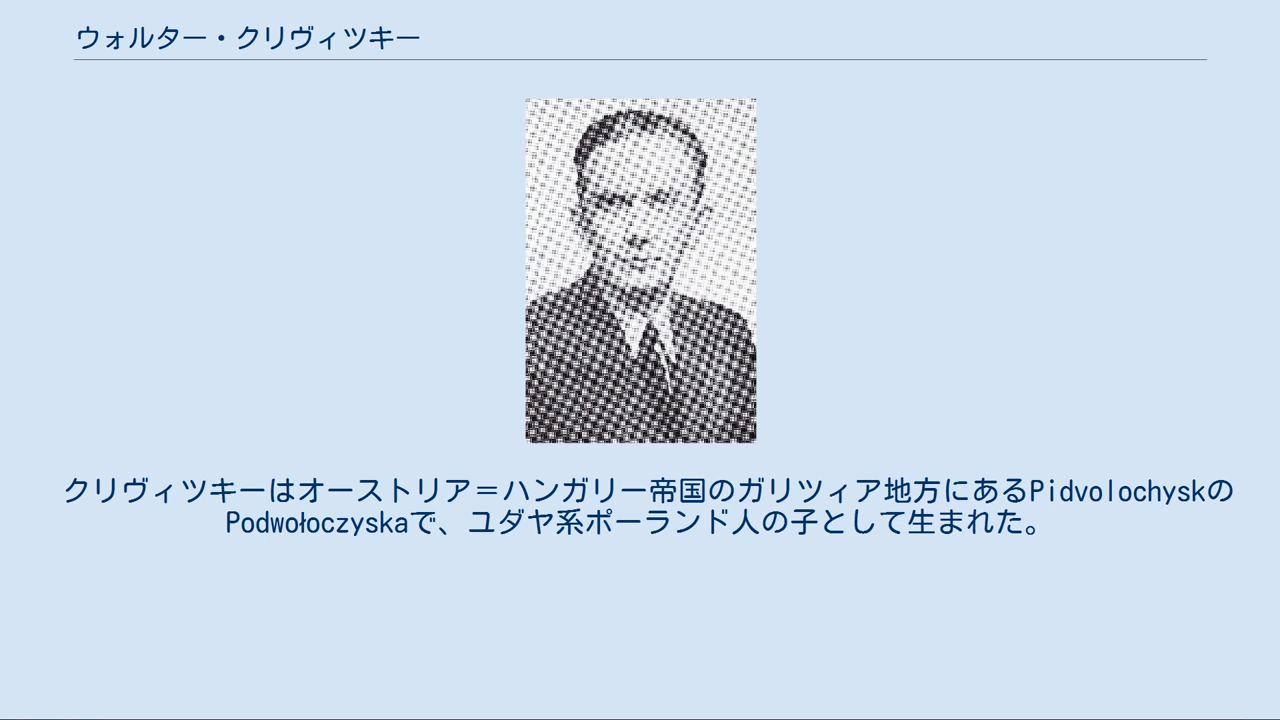 ウォルター・クリヴィツキー
クリヴィツキーはオーストリア＝ハンガリー帝国のガリツィア地方にあるPidvolochyskの
Podwołoczyskaで、ユダヤ系ポーランド人の子として生まれた。